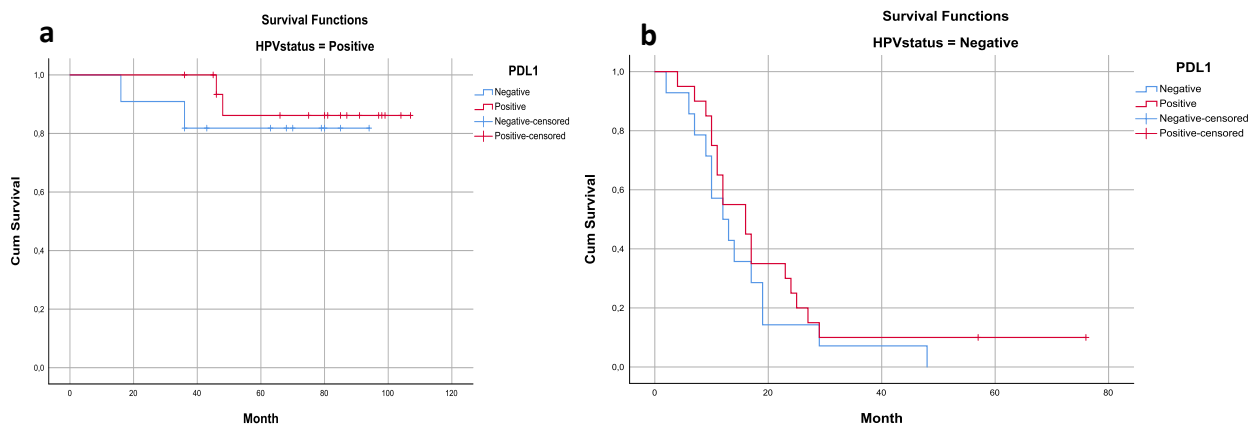 a
Survival Functions
HPVstatus = Positive
PDL1
Negative
Positive
Negative-censored
Positive-censored
Cum Survival
1,0
0,8
0,6
0,4
0,2
0,0
0 20 40 60 80 100 120
Month
b
Survival Functions
HPVstatus = Negative
PDL1
Negative
Positive
Negative-censored
Positive-censored
Cum Survival
1,0
0,8
0,6
0,4
0,2
0,0
0 20 40 60 80
Month